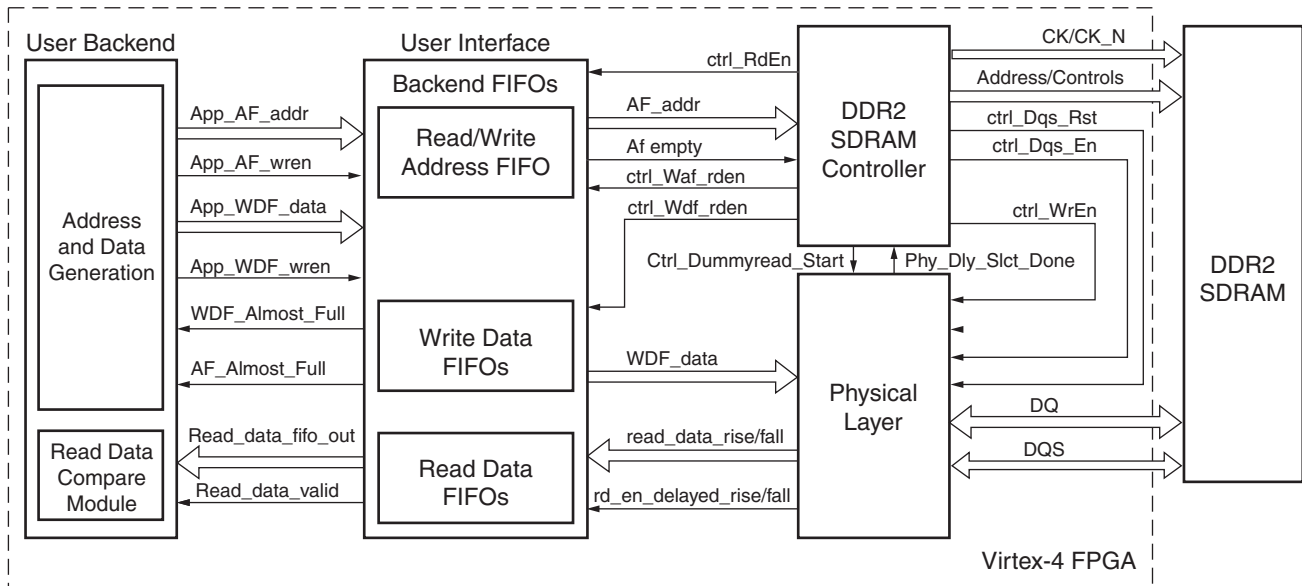 User Backend
Address
and Data
Generation
Read Data
Compare
Module
App_AF_addr
App_AF_wren
App_WDF_data
App_WDF_wren
WDF_Almost_Full
AF_Almost_Full
Read_data_fifo_out
Read_data_valid
User Interface
Backend FIFOs
Read/Write
Address FIFO
Write Data
FIFOs
Read Data
FIFOs
ctrl_RdEn
AF_addr
Af empty
ctrl_Waf_rden
ctrl_Wdf_rden
Ctrl_Dummyread_Start
Phy_Dly_Slct_Done
WDF_data
read_data_rise/fall
rd_en_delayed_rise/fall
DDR2
SDRAM
Controller
Physical
Layer
CK/CK_N
Address/Controls
ctrl_Dqs_Rst
ctrl_Dqs_En
ctrl_WrEn
DQ
DQS
Virtex-4 FPGA
DDR2
SDRAM